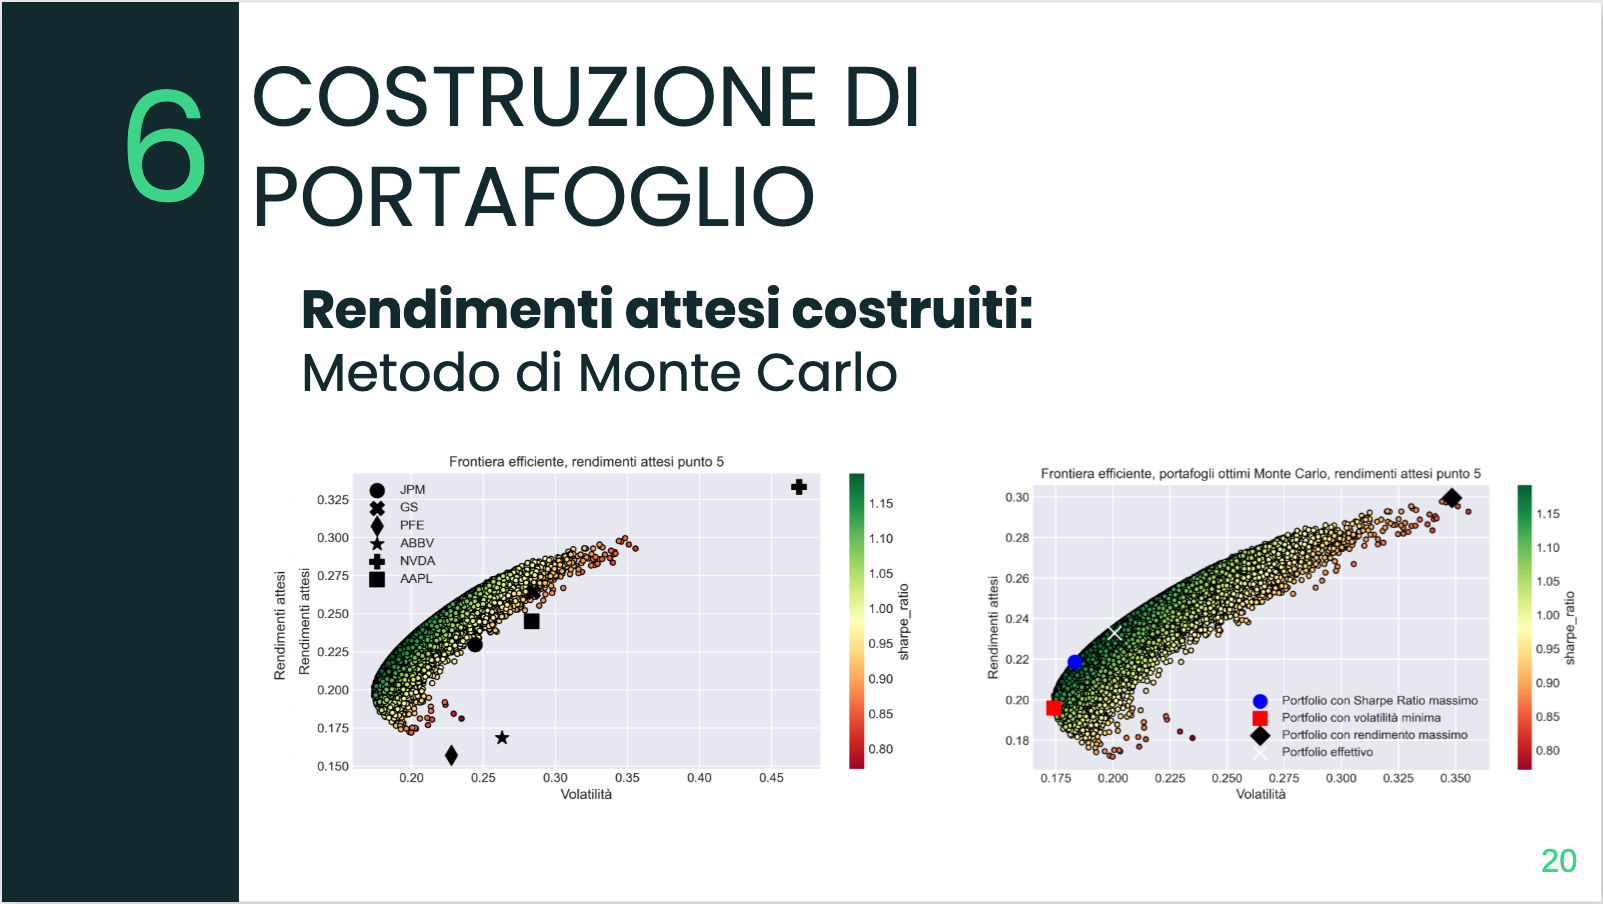 6
COSTRUZIONE DI
PORTAFOGLIO
Rendimenti attesi costruiti:
Metodo di Monte Carlo
Frontiera efficiente, rendimenti attesi punto 5
JPM
GS
PFE
ABBV
NVDA
AAPL
0.325
0.300
0.275
0.250
0.225
0.200
0.175
0.150
Rendimenti attesi
Rendimenti attesi
0.20 0.25 0.30 0.35 0.40 0.45
Volatilità
1.15
1.10
1.05
1.00
0.95
0.90
0.85
0.80
sharpe_ratio
Frontiera efficiente, portafogli ottimi Monte Carlo, rendimenti attesi punto 5
0.30
0.28
0.26
0.24
0.22
0.20
0.18
Rendimenti attesi
Portfolio con Sharpe Ratio massimo
Portfolio con volatilità minima
Portfolio con rendimento massimo
Portfolio effettivo
0.175 0.200 0.225 0.250 0.275 0.300 0.325 0.350
Volatilità
1.15
1.10
1.05
1.00
0.95
0.90
0.85
0.80
sharpe_ratio
20